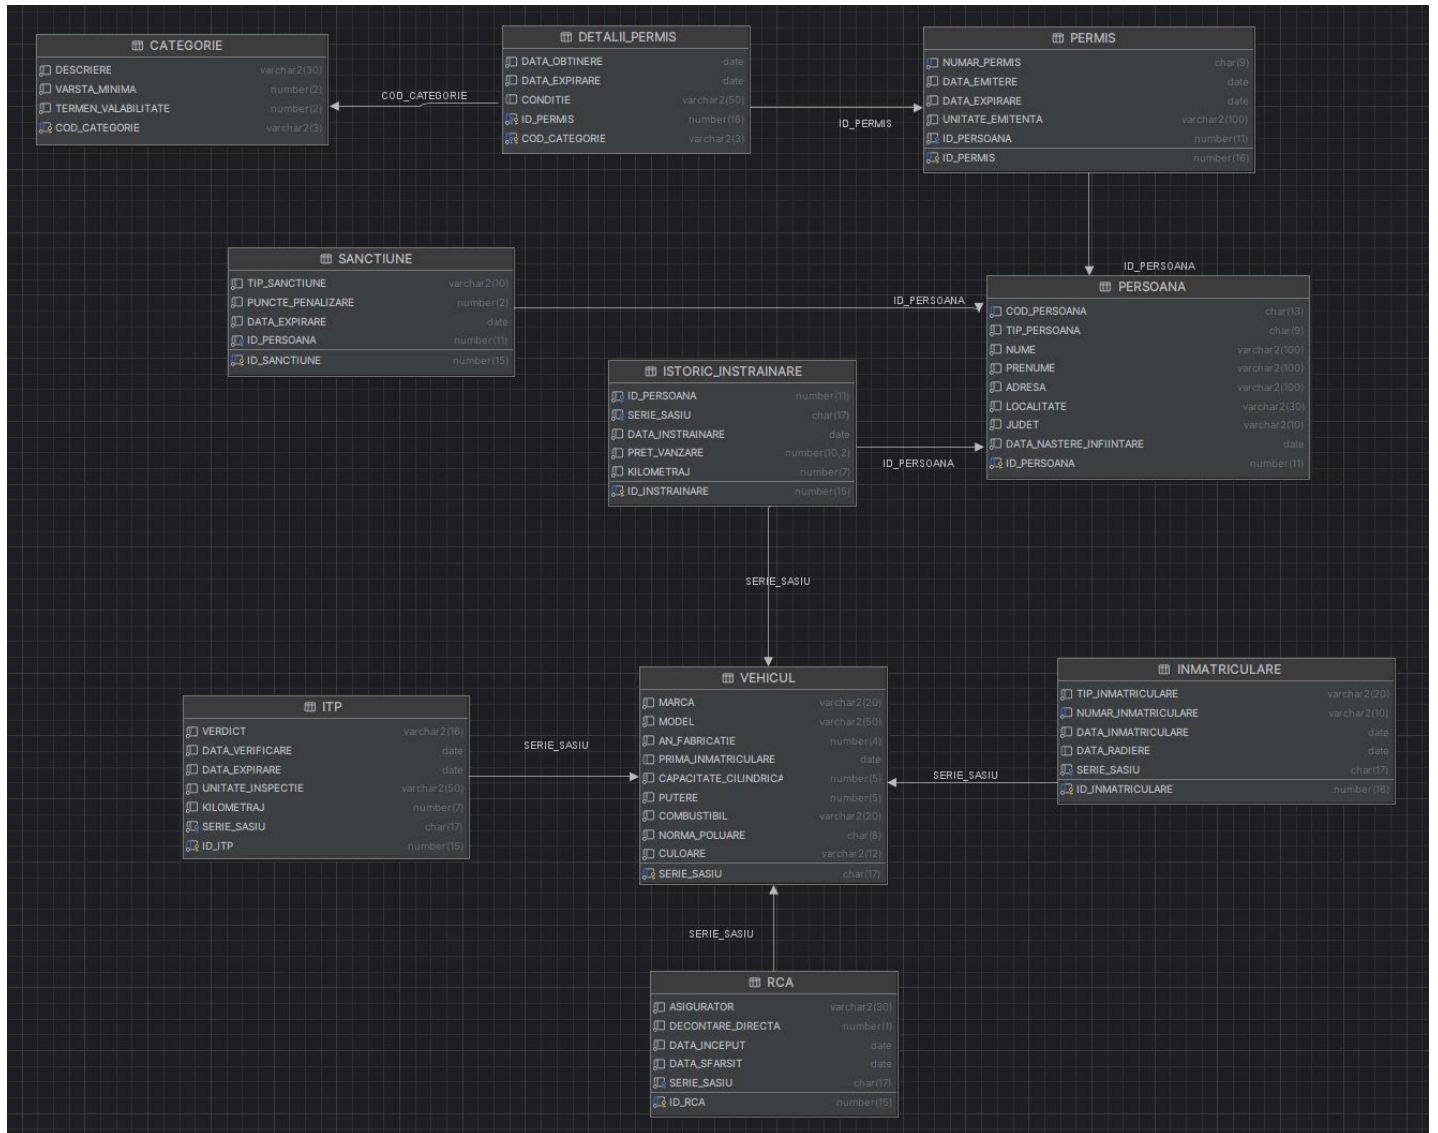 CATEGORIE
DESCRIERE varchar2(30)
VARSTA_MINIMA number(2)
TERMEN_VALABILITATE number(2)
COD_CATEGORIE varchar2(3)
COD_CATEGORIE
DETALII_PERMIS
DATA_OBTINERE date
DATA_EXPIRARE date
CONDITIE varchar2(50)
ID_PERMIS number(16)
COD_CATEGORIE varchar2(3)
ID_PERMIS
PERMIS
NUMAR_PERMIS char(9)
DATA_EMITERE date
DATA_EXPIRARE date
UNITATE_EMITENTA varchar2(100)
ID_PERSOANA number(11)
ID_PERMIS number(16)
ID_PERSOANA
SANCTIUNE
TIP_SANCTIUNE varchar2(10)
PUNCTE_PENALIZARE number(2)
DATA_EXPIRARE date
ID_PERSOANA number(11)
ID_SANCTIUNE number(15)
ID_PERSOANA
PERSOANA
COD_PERSOANA char(13)
TIP_PERSOANA char(9)
NUME varchar2(100)
PRENUME varchar2(100)
ADRESA varchar2(100)
LOCALITATE varchar2(30)
JUDET varchar2(10)
DATA_NASTERE_INFIINTARE date
ID_PERSOANA number(11)
ISTORIC_INSTRAINARE
ID_PERSOANA number(11)
SERIE_SASIU char(17)
DATA_INSTRAINARE date
PRET_VANZARE number(10,2)
KILOMETRAJ number(7)
ID_INSTRAINARE number(15)
ID_PERSOANA
SERIE_SASIU
ITP
VERDICT varchar2(16)
DATA_VERIFICARE date
DATA_EXPIRARE date
UNITATE_INSPECTIE varchar2(50)
KILOMETRAJ number(7)
SERIE_SASIU char(17)
ID_ITP number(15)
SERIE_SASIU
VEHICUL
MARCA varchar2(20)
MODEL varchar2(50)
AN_FABRICATIE number(4)
PRIMA_INMATRICULARE date
CAPACITATE_CILINDRICA number(5)
PUTERE number(5)
COMBUSTIBIL varchar2(20)
NORMA_POLUARE char(8)
CULOARE varchar2(12)
SERIE_SASIU char(17)
SERIE_SASIU
INMATRICULARE
TIP_INMATRICULARE varchar2(20)
NUMAR_INMATRICULARE varchar2(10)
DATA_INMATRICULARE date
DATA_RADIERE date
SERIE_SASIU char(17)
ID_INMATRICULARE number(16)
SERIE_SASIU
RCA
ASIGURATOR varchar2(30)
DECONTARE_DIRECTA number(1)
DATA_INCEPUT date
DATA_SFARSIT date
SERIE_SASIU char(17)
ID_RCA number(15)